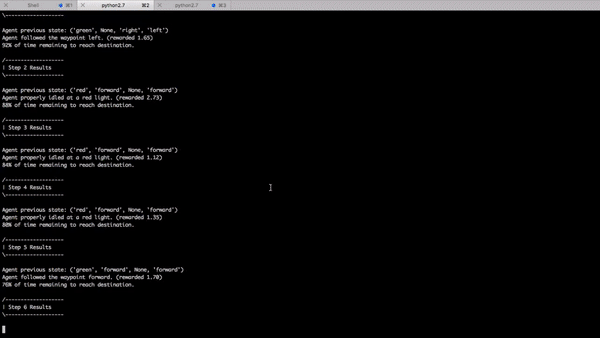 Shell ⌘1 python2.7 ⌘2 python2.7 ⌘3
\-------------------
Agent previous state: ('green', None, 'right', 'left')
Agent followed the waypoint left. (rewarded 1.65)
92% of time remaining to reach destination.
/-------------------
| Step 2 Results
\-------------------
Agent previous state: ('red', 'forward', None, 'forward')
Agent properly idled at a red light. (rewarded 2.73)
88% of time remaining to reach destination.
/-------------------
| Step 3 Results
\-------------------
Agent previous state: ('red', 'forward', None, 'forward')
Agent properly idled at a red light. (rewarded 1.12)
84% of time remaining to reach destination.
/-------------------
| Step 4 Results
\-------------------
Agent previous state: ('red', 'forward', None, 'forward')
Agent properly idled at a red light. (rewarded 1.35)
80% of time remaining to reach destination.
/-------------------
| Step 5 Results
\-------------------
Agent previous state: ('green', 'forward', None, 'forward')
Agent followed the waypoint forward. (rewarded 1.70)
76% of time remaining to reach destination.
/-------------------
| Step 6 Results
\-------------------